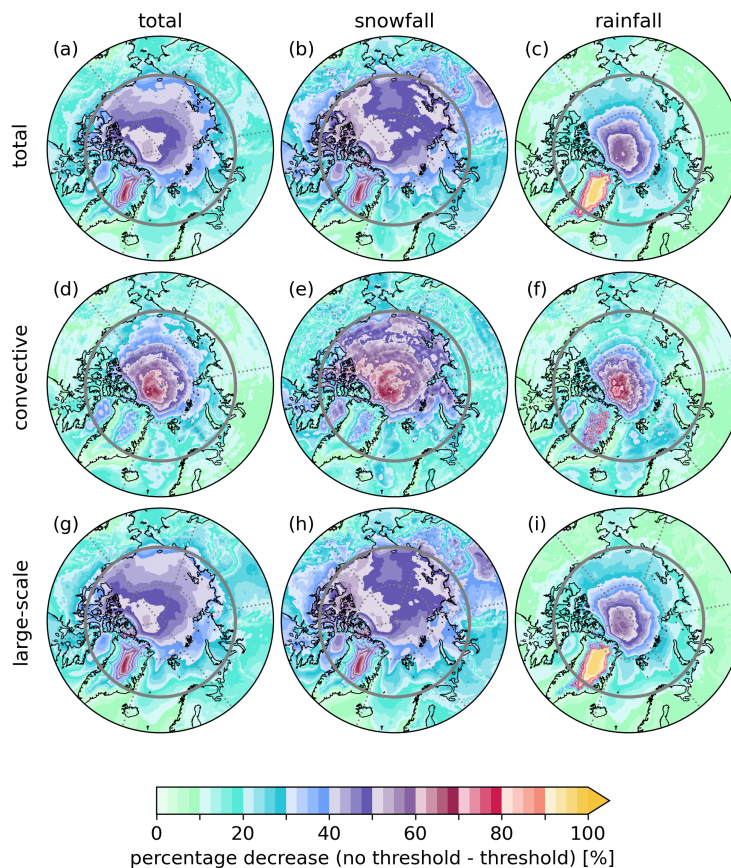 total snowfall rainfall
(a) (b) (c)
total
(d) (e) (f)
convective
(g) (h) (i)
large-scale
0 20 40 60 80 100
percentage decrease (no threshold - threshold) [%]